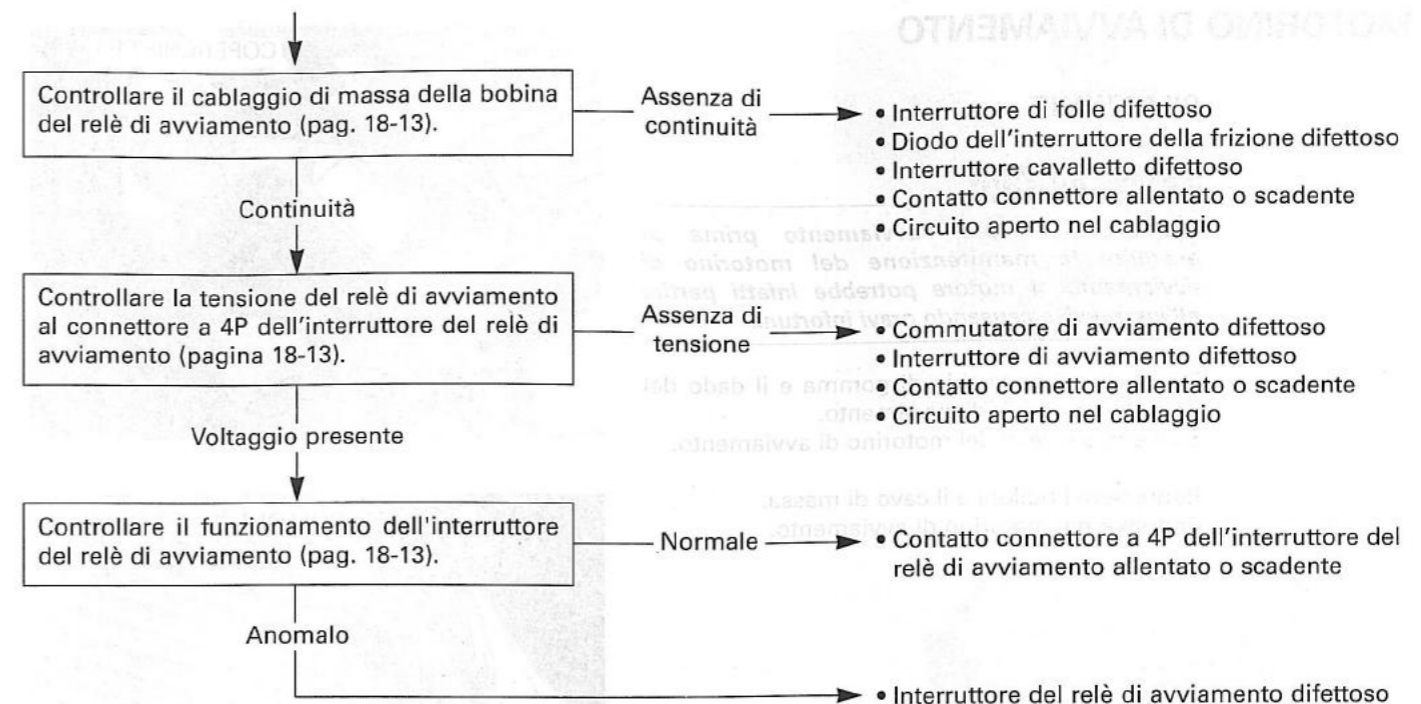 Controllare il cablaggio di massa della bobina
del relè di avviamento (pag. 18-13).
Assenza di
continuità
• Interruttore di folle difettoso
• Diodo dell'interruttore della frizione difettoso
• Interruttore cavalletto difettoso
• Contatto connettore allentato o scadente
• Circuito aperto nel cablaggio
Continuità
Controllare la tensione del relè di avviamento
al connettore a 4P dell'interruttore del relè di
avviamento (pagina 18-13).
Assenza di
tensione
• Commutatore di avviamento difettoso
• Interruttore di avviamento difettoso
• Contatto connettore allentato o scadente
• Circuito aperto nel cablaggio
Voltaggio presente
Controllare il funzionamento dell'interruttore
del relè di avviamento (pag. 18-13).
Normale
• Contatto connettore a 4P dell'interruttore del
relè di avviamento allentato o scadente
Anomalo
• Interruttore del relè di avviamento difettoso
MOTORINO DI AVVIAMENTO